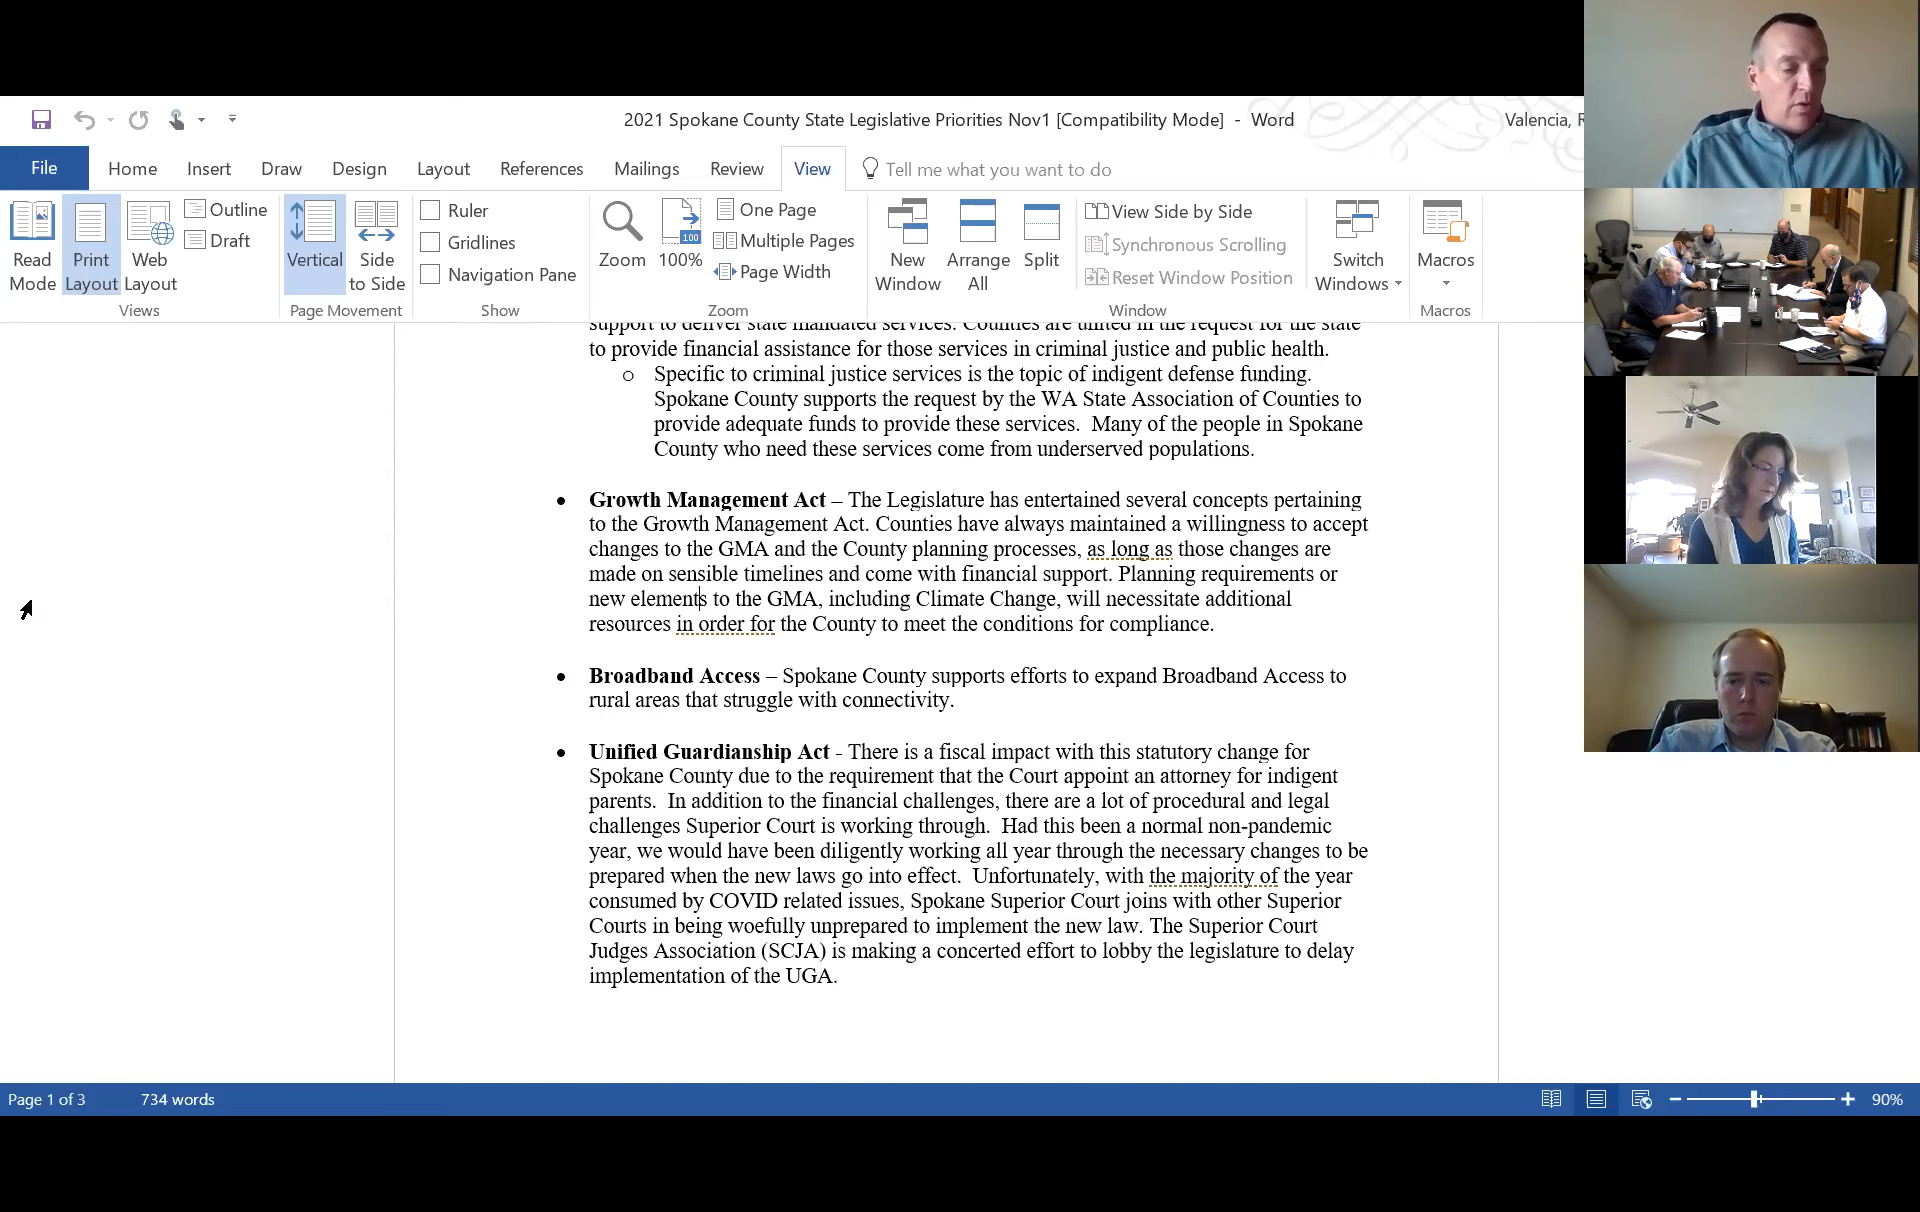 2021 Spokane County State Legislative Priorities Nov1 [Compatibility Mode] - Word
Valencia, R
File Home Insert Draw Design Layout References Mailings Review View Tell me what you want to do
Read Mode
Print Layout
Web Layout
Outline
Draft
Views
Vertical
Side to Side
Page Movement
Ruler
Gridlines
Navigation Pane
Show
Zoom
100
100%
One Page
Multiple Pages
Page Width
Zoom
New Window
Arrange All
Split
View Side by Side
Synchronous Scrolling
Reset Window Position
Window
Switch Windows
Macros
Macros
support to deliver state mandated services. Counties are united in the request for the state
to provide financial assistance for those services in criminal justice and public health.
o Specific to criminal justice services is the topic of indigent defense funding.
Spokane County supports the request by the WA State Association of Counties to
provide adequate funds to provide these services.  Many of the people in Spokane
County who need these services come from underserved populations.
• Growth Management Act – The Legislature has entertained several concepts pertaining
to the Growth Management Act. Counties have always maintained a willingness to accept
changes to the GMA and the County planning processes, as long as those changes are
made on sensible timelines and come with financial support. Planning requirements or
new elements to the GMA, including Climate Change, will necessitate additional
resources in order for the County to meet the conditions for compliance.
• Broadband Access – Spokane County supports efforts to expand Broadband Access to
rural areas that struggle with connectivity.
• Unified Guardianship Act - There is a fiscal impact with this statutory change for
Spokane County due to the requirement that the Court appoint an attorney for indigent
parents.  In addition to the financial challenges, there are a lot of procedural and legal
challenges Superior Court is working through.  Had this been a normal non-pandemic
year, we would have been diligently working all year through the necessary changes to be
prepared when the new laws go into effect.  Unfortunately, with the majority of the year
consumed by COVID related issues, Spokane Superior Court joins with other Superior
Courts in being woefully unprepared to implement the new law. The Superior Court
Judges Association (SCJA) is making a concerted effort to lobby the legislature to delay
implementation of the UGA.
Page 1 of 3 734 words
90%